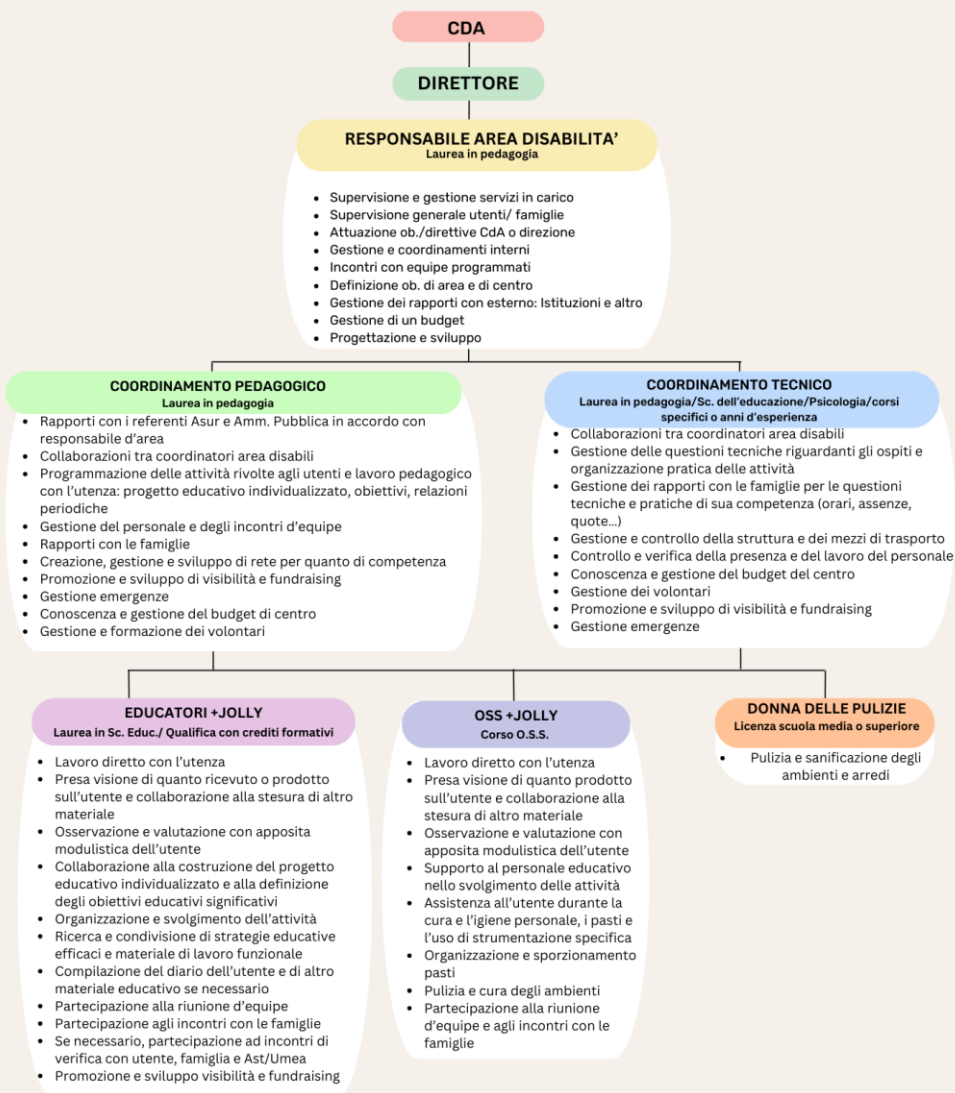 CDA
DIRETTORE
RESPONSABILE AREA DISABILITA'
Laurea in pedagogia
• Supervisione e gestione servizi in carico
• Supervisione generale utenti/ famiglie
• Attuazione ob./direttive CdA o direzione
• Gestione e coordinamenti interni
• Incontri con equipe programmati
• Definizione ob. di area e di centro
• Gestione dei rapporti con esterno: Istituzioni e altro
• Gestione di un budget
• Progettazione e sviluppo
COORDINAMENTO PEDAGOGICO
Laurea in pedagogia
• Rapporti con i referenti Asur e Amm. Pubblica in accordo con
responsabile d'area
• Collaborazioni tra coordinatori area disabili
• Programmazione delle attività rivolte agli utenti e lavoro pedagogico
con l'utenza: progetto educativo individualizzato, obiettivi, relazioni
periodiche
• Gestione del personale e degli incontri d'equipe
• Rapporti con le famiglie
• Creazione, gestione e sviluppo di rete per quanto di competenza
• Promozione e sviluppo di visibilità e fundraising
• Gestione emergenze
• Conoscenza e gestione del budget di centro
• Gestione e formazione dei volontari
COORDINAMENTO TECNICO
Laurea in pedagogia/Sc. dell'educazione/Psicologia/corsi
specifici o anni d'esperienza
• Collaborazioni tra coordinatori area disabili
• Gestione delle questioni tecniche riguardanti gli ospiti e
organizzazione pratica delle attività
• Gestione dei rapporti con le famiglie per le questioni
tecniche e pratiche di sua competenza (orari, assenze,
quote...)
• Gestione e controllo della struttura e dei mezzi di trasporto
• Controllo e verifica della presenza e del lavoro del personale
• Conoscenza e gestione del budget del centro
• Gestione dei volontari
• Promozione e sviluppo di visibilità e fundraising
• Gestione emergenze
EDUCATORI +JOLLY
Laurea in Sc. Educ./ Qualifica con crediti formativi
• Lavoro diretto con l'utenza
• Presa visione di quanto ricevuto o prodotto
sull'utente e collaborazione alla stesura di altro
materiale
• Osservazione e valutazione con apposita
modulistica dell'utente
• Collaborazione alla costruzione del progetto
educativo individualizzato e alla definizione
degli obiettivi educativi significativi
• Organizzazione e svolgimento dell'attività
• Ricerca e condivisione di strategie educative
efficaci e materiale di lavoro funzionale
• Compilazione del diario dell'utente e di altro
materiale educativo se necessario
• Partecipazione alla riunione d'equipe
• Partecipazione agli incontri con le famiglie
• Se necessario, partecipazione ad incontri di
verifica con utente, famiglia e Ast/Umea
• Promozione e sviluppo visibilità e fundraising
OSS +JOLLY
Corso O.S.S.
• Lavoro diretto con l'utenza
• Presa visione di quanto prodotto
sull'utente e collaborazione alla
stesura di altro materiale
• Osservazione e valutazione con
apposita modulistica dell'utente
• Supporto al personale educativo
nello svolgimento delle attività
• Assistenza all'utente durante la
cura e l'igiene personale, i pasti e
l'uso di strumentazione specifica
• Organizzazione e sporzionamento
pasti
• Pulizia e cura degli ambienti
• Partecipazione alla riunione
d'equipe e agli incontri con le
famiglie
DONNA DELLE PULIZIE
Licenza scuola media o superiore
• Pulizia e sanificazione degli
ambienti e arredi